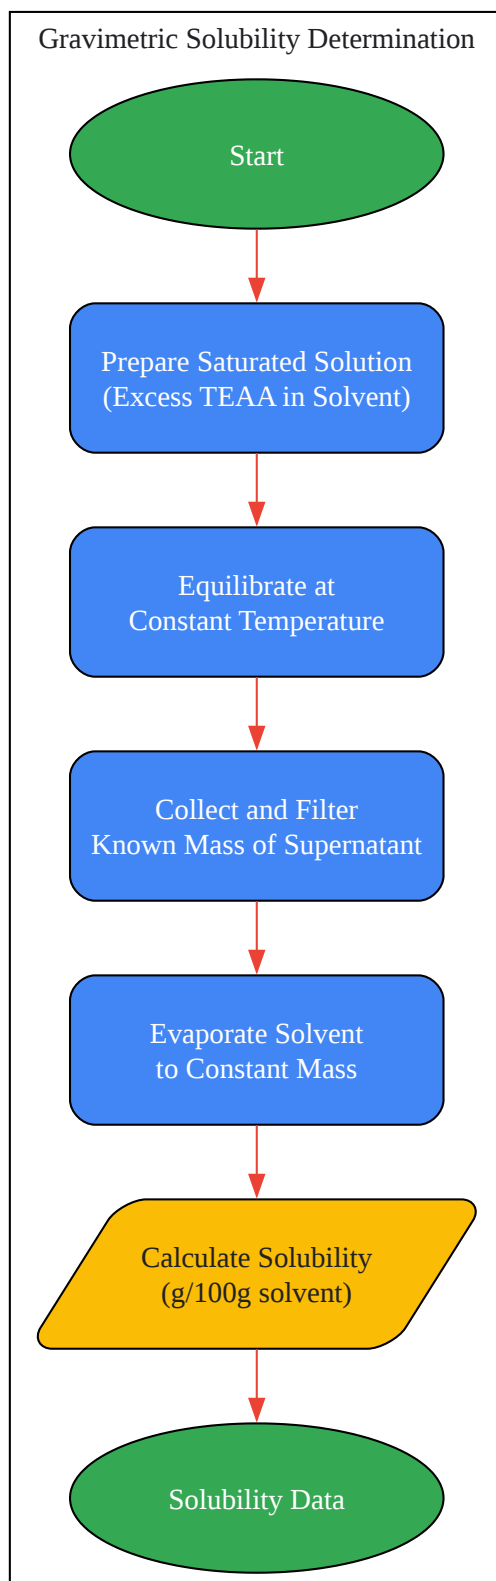 Gravimetric Solubility Determination
Start
Prepare Saturated Solution
(Excess TEAA in Solvent)
Equilibrate at
Constant Temperature
Collect and Filter
Known Mass of Supernatant
Evaporate Solvent
to Constant Mass
Calculate Solubility
(g/100g solvent)
Solubility Data